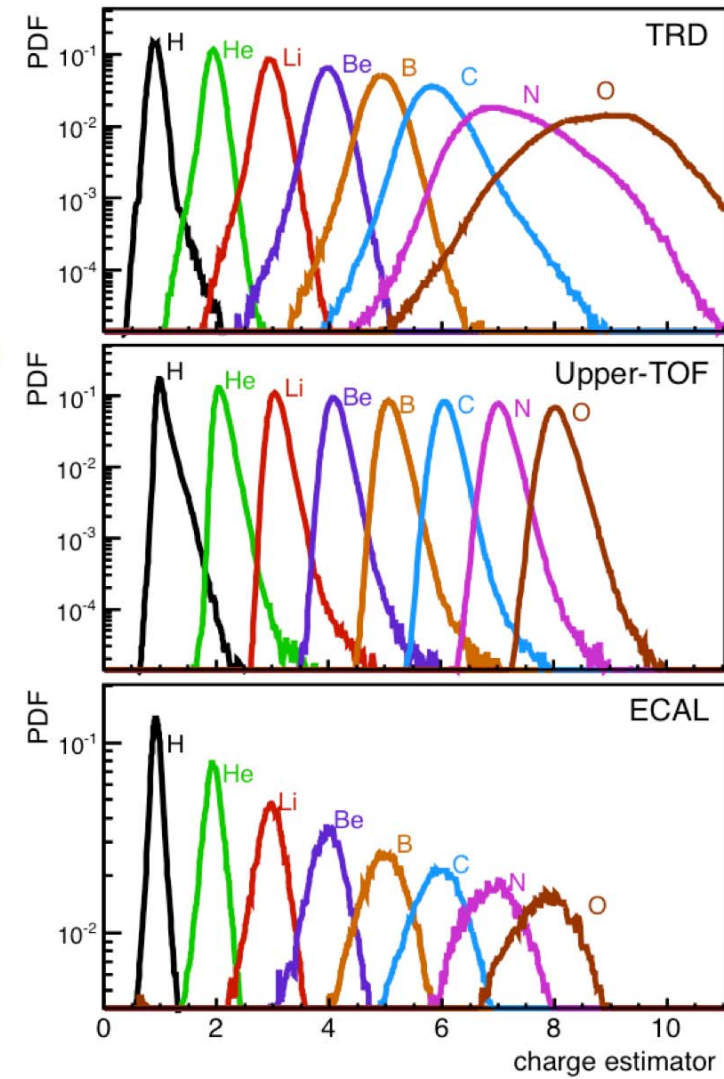 PDF
TRD
H
He
Li
Be
B
C
N
O
10⁻¹
10⁻²
10⁻³
10⁻⁴
PDF
Upper-TOF
H
He
Li
Be
B
C
N
O
10⁻¹
10⁻²
10⁻³
10⁻⁴
PDF
ECAL
H
He
Li
Be
B
C
N
O
10⁻¹
10⁻²
0 2 4 6 8 10
charge estimator